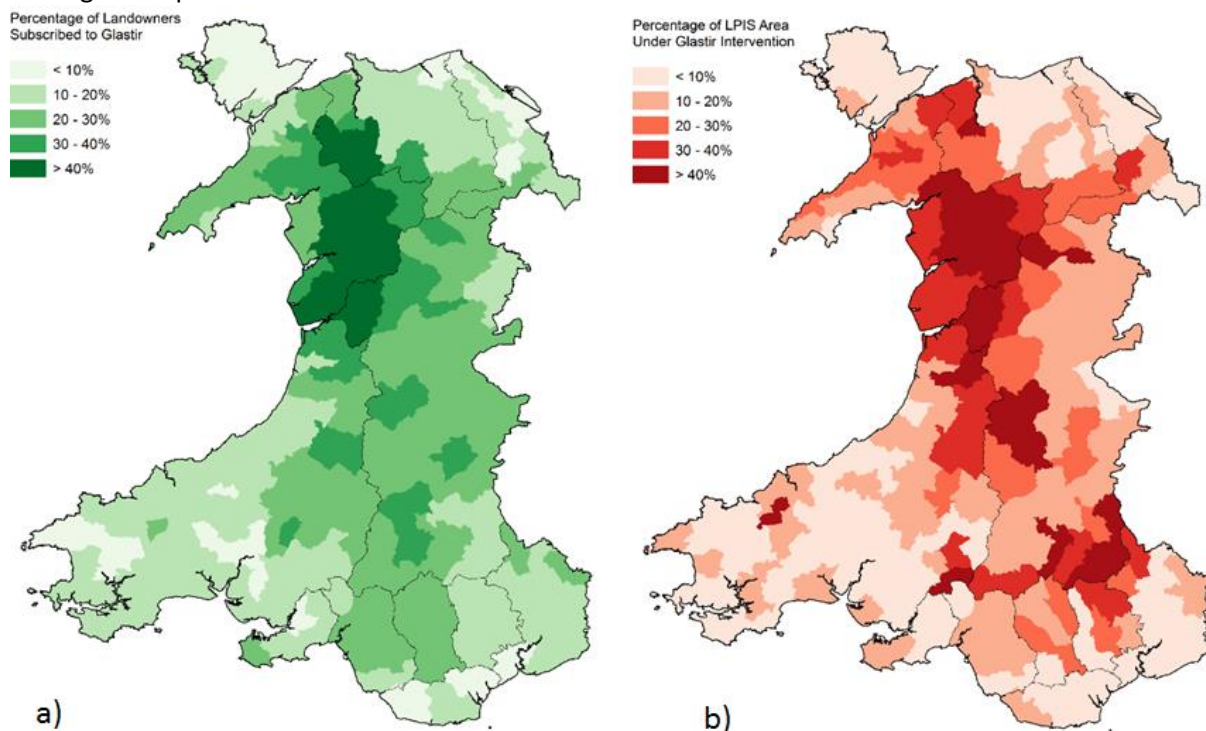 Percentage of Landowners
Subscribed to Glastir
< 10%
10 - 20%
20 - 30%
30 - 40%
> 40%
a)
Percentage of LPIS Area
Under Glastir Intervention
< 10%
10 - 20%
20 - 30%
30 - 40%
> 40%
b)